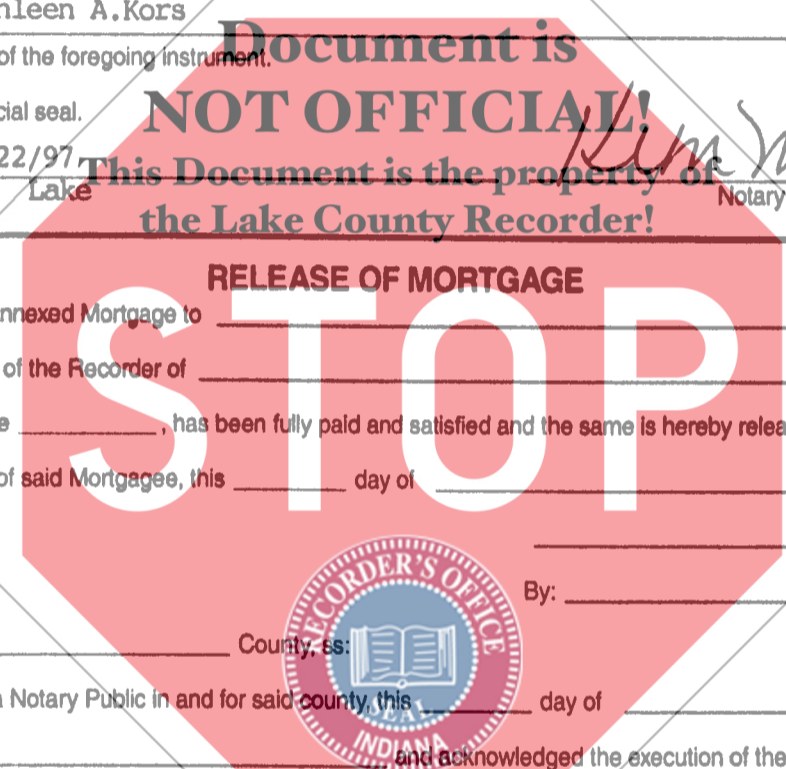 hleen A.Kors
of the foregoing instrument.
Document is
cial seal.
NOT OFFICIAL!
22/97
This Document is the property of
Kim
Lake
Notary
the Lake County Recorder!
RELEASE OF MORTGAGE
nnexed Mortgage to
of the Recorder of
STOP
e , has been fully paid and satisfied and the same is hereby relea
of said Mortgagee, this day of
By:
RECORDER'S OFFICE
County, ss:
Notary Public in and for said county, this day of
SEAL
INDIANA
and acknowledged the execution of the